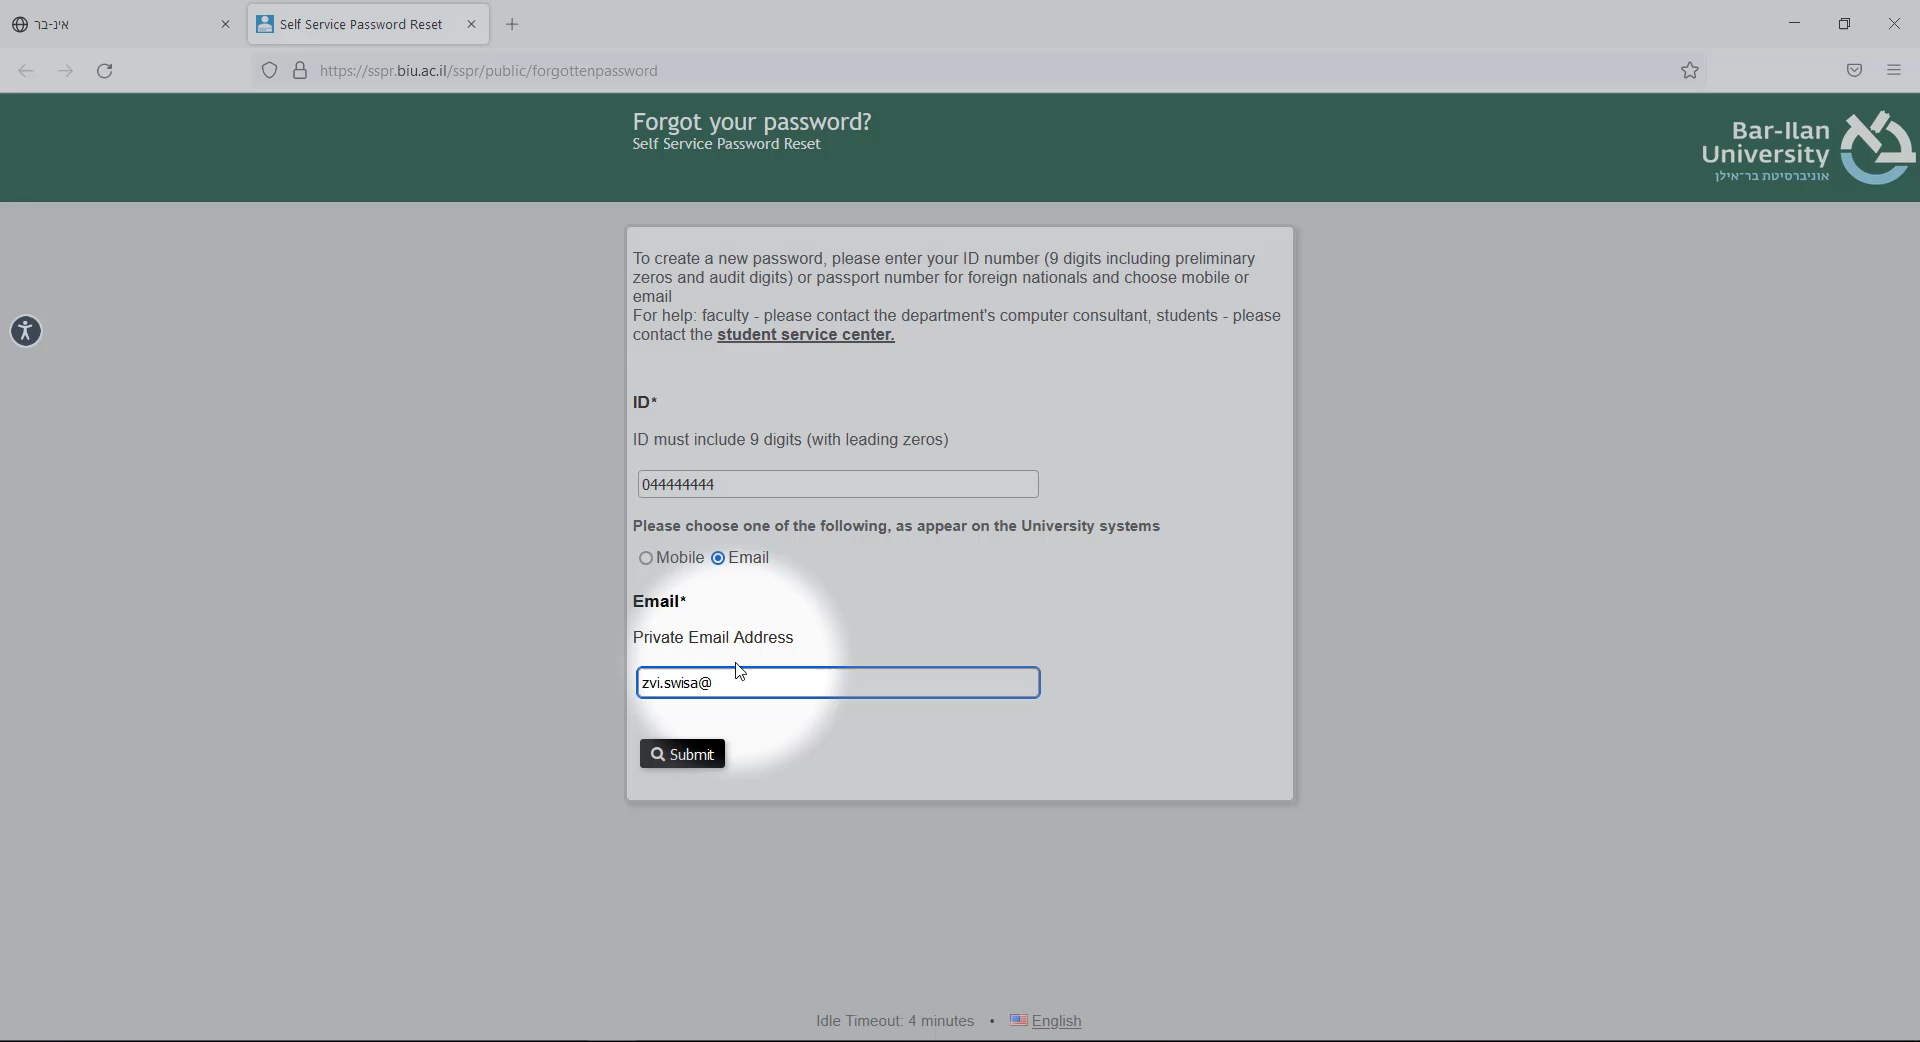 אינ-בר
Self Service Password Reset
https://sspr.biu.ac.il/sspr/public/forgottenpassword
Forgot your password?
Self Service Password Reset
Bar-Ilan
University
אוניברסיטת בר־אילן
To create a new password, please enter your ID number (9 digits including preliminary
zeros and audit digits) or passport number for foreign nationals and choose mobile or
email
For help: faculty - please contact the department's computer consultant, students - please
contact the student service center.
ID*
ID must include 9 digits (with leading zeros)
044444444
Please choose one of the following, as appear on the University systems
Mobile Email
Email*
Private Email Address
zvi.swisa@
Submit
Idle Timeout: 4 minutes • English